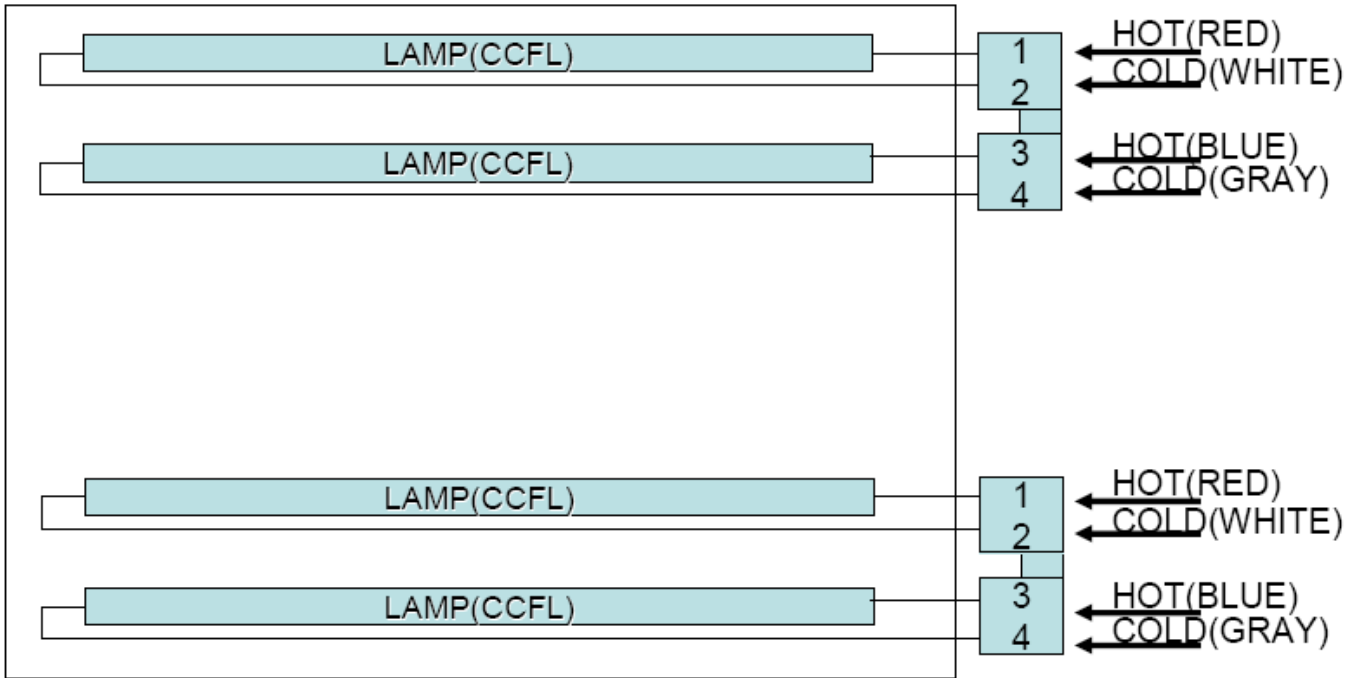 LAMP(CCFL)
1
HOT(RED)
2
COLD(WHITE)
LAMP(CCFL)
3
HOT(BLUE)
4
COLD(GRAY)
LAMP(CCFL)
1
HOT(RED)
2
COLD(WHITE)
LAMP(CCFL)
3
HOT(BLUE)
4
COLD(GRAY)